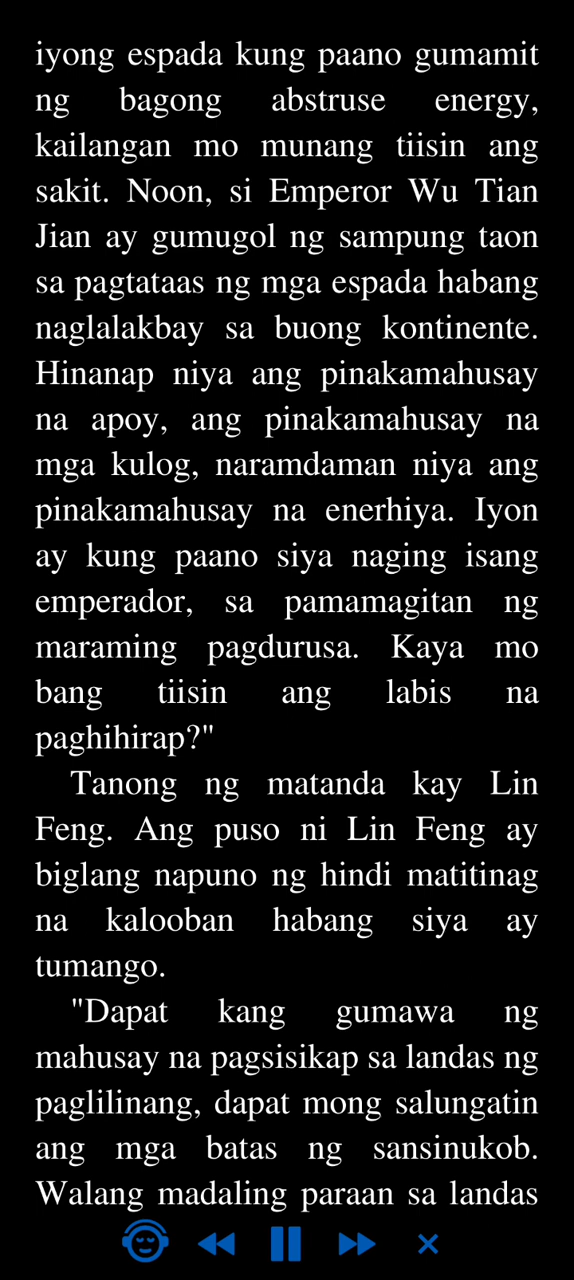 iyong espada kung paano gumamit
ng bagong abstruse energy,
kailangan mo munang tiisin ang
sakit. Noon, si Emperor Wu Tian
Jian ay gumugol ng sampung taon
sa pagtataas ng mga espada habang
naglalakbay sa buong kontinente.
Hinanap niya ang pinakamahusay
na apoy, ang pinakamahusay na
mga kulog, naramdaman niya ang
pinakamahusay na enerhiya. Iyon
ay kung paano siya naging isang
emperador, sa pamamagitan ng
maraming pagdurusa. Kaya mo
bang tiisin ang labis na
paghihirap?"
Tanong ng matanda kay Lin
Feng. Ang puso ni Lin Feng ay
biglang napuno ng hindi matitinag
na kalooban habang siya ay
tumango.
"Dapat kang gumawa ng
mahusay na pagsisikap sa landas ng
paglilinang, dapat mong salungatin
ang mga batas ng sansinukob.
Walang madaling paraan sa landas